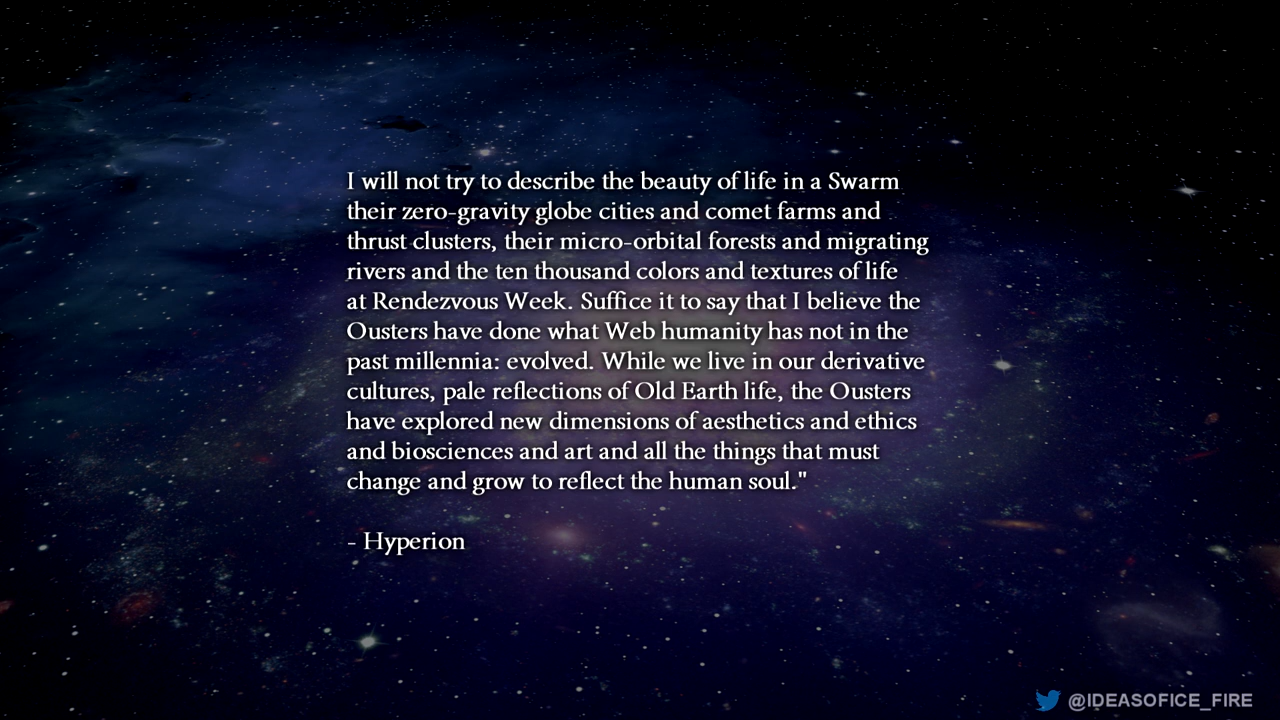 I will not try to describe the beauty of life in a Swarm
their zero-gravity globe cities and comet farms and
thrust clusters, their micro-orbital forests and migrating
rivers and the ten thousand colors and textures of life
at Rendezvous Week. Suffice it to say that I believe the
Ousters have done what Web humanity has not in the
past millennia: evolved. While we live in our derivative
cultures, pale reflections of Old Earth life, the Ousters
have explored new dimensions of aesthetics and ethics
and biosciences and art and all the things that must
change and grow to reflect the human soul."
- Hyperion
@IDEASOFICE_FIRE